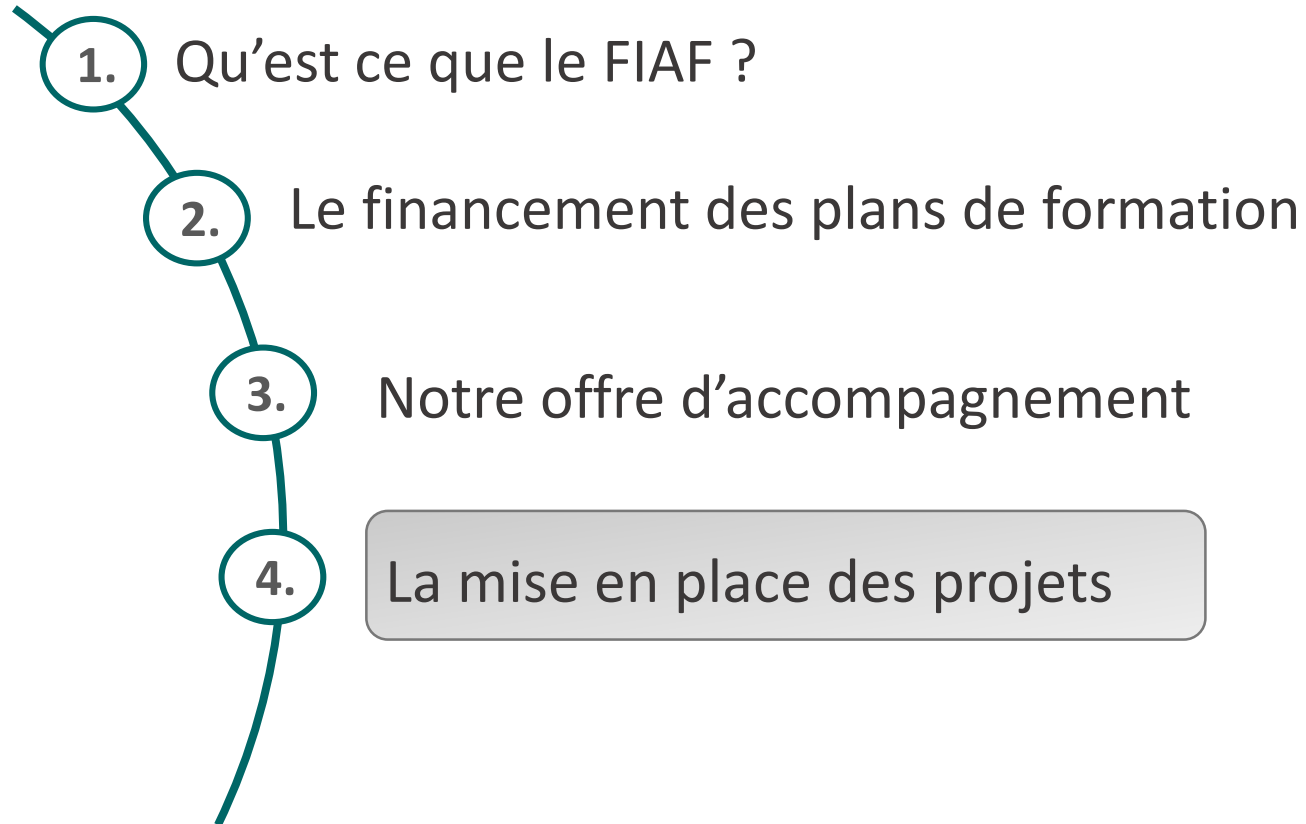 1. Qu’est ce que le FIAF ?
2. Le financement des plans de formation
3. Notre offre d’accompagnement
4. La mise en place des projets